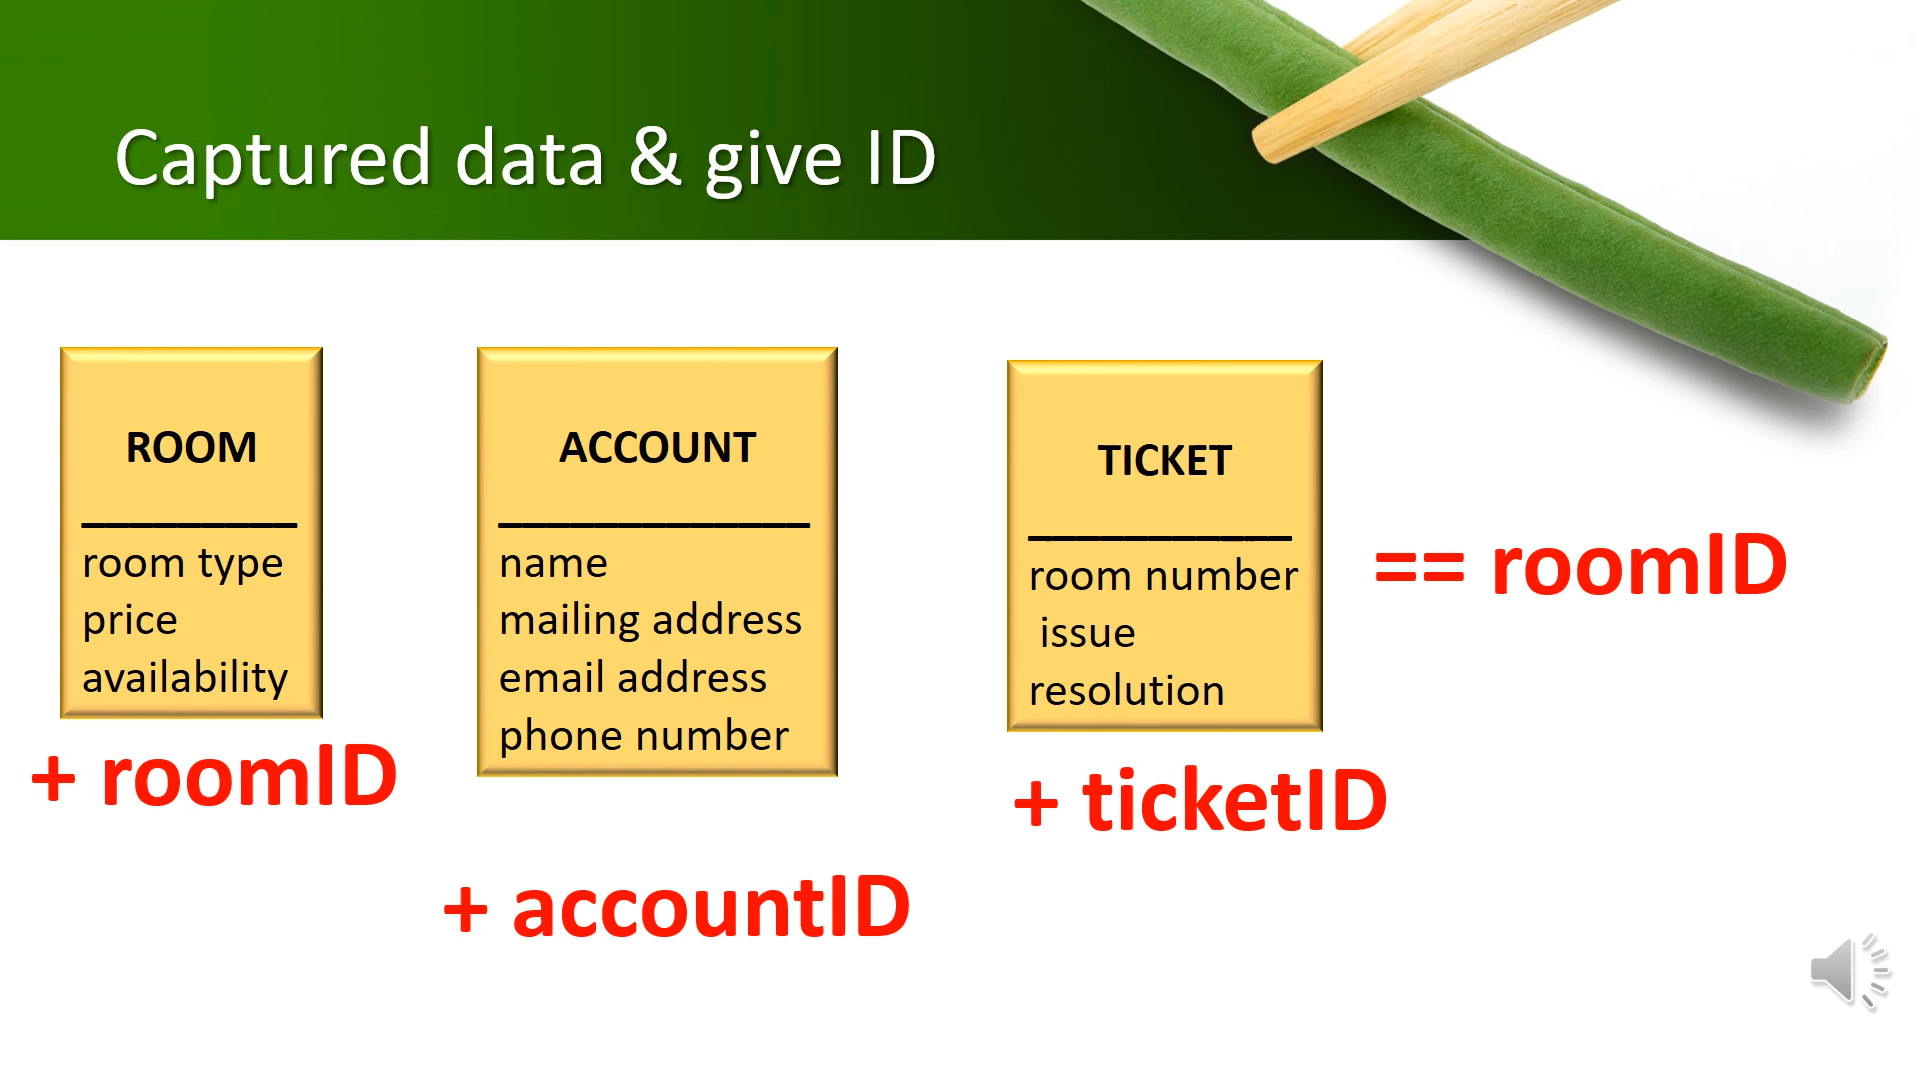 Captured data & give ID
ROOM
room type
price
availability
+ roomID
ACCOUNT
name
mailing address
email address
phone number
+ accountID
TICKET
room number
issue
resolution
== roomID
+ ticketID